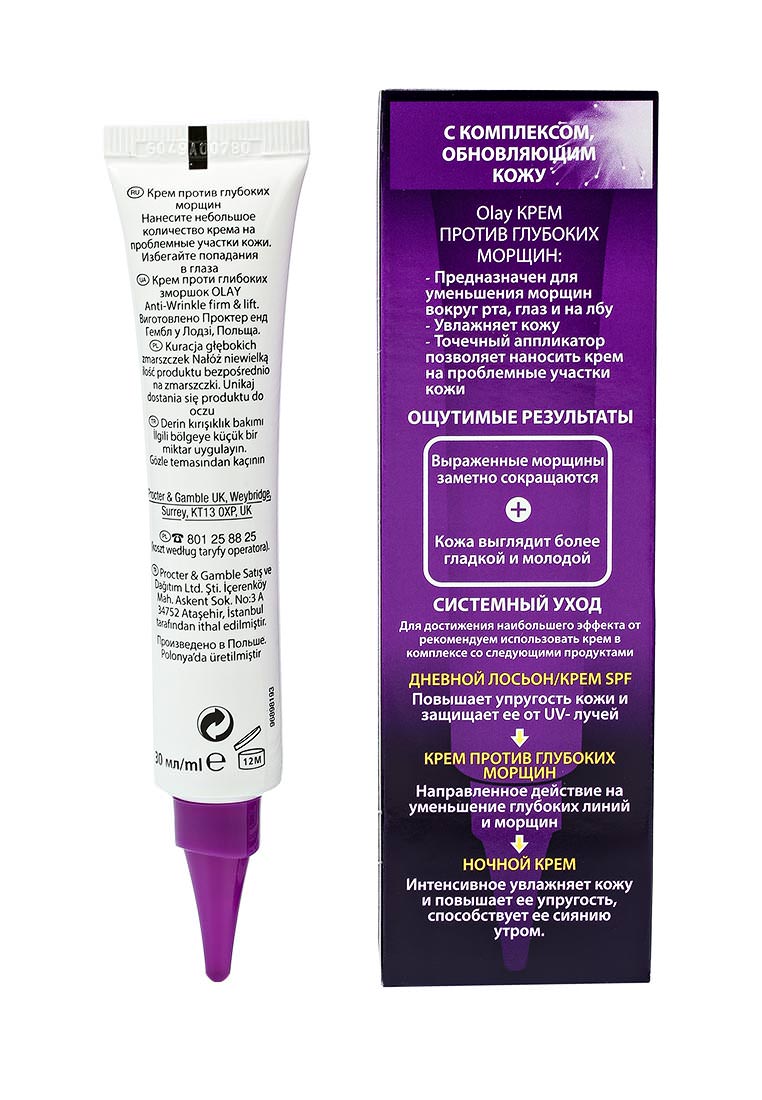 5049A00780
RU Крем против глубоких
морщин
Нанесите небольшое
количество крема на
проблемные участки кожи.
Избегайте попадания
в глаза
UA Крем проти глибоких
зморшок OLAY
Anti-Wrinkle firm & lift.
Виготовлено Проктер енд
Гембл у Лодзі, Польща.
PL Kuracja głębokich
zmarszczek Nałóż niewielką
ilość produktu bezpośrednio
na zmarszczki. Unikaj
dostania się produktu do
oczu
TR Derin kırışıklık bakımı
İlgili bölgeye küçük bir
miktar uygulayın.
Gözle temasından kaçının
Procter & Gamble UK, Weybridge,
Surrey, KT13 0XP, UK
PL ☎ 801 25 88 25
(koszt według taryfy operatora).
Procter & Gamble Satış ve
Dağıtım Ltd. Şti. İçerenköy
Mah. Askent Sok. No:3 A
34752 Ataşehir, İstanbul
tarafından ithal edilmiştir.
Произведено в Польше.
Polonya'da üretilmiştir
96898193
30 мл/ml e
12M
С КОМПЛЕКСОМ,
ОБНОВЛЯЮЩИМ
КОЖУ
Olay КРЕМ
ПРОТИВ ГЛУБОКИХ
МОРЩИН:
- Предназначен для
уменьшения морщин
вокруг рта, глаз и на лбу
- Увлажняет кожу
- Точечный аппликатор
позволяет наносить крем
на проблемные участки
кожи
ОЩУТИМЫЕ РЕЗУЛЬТАТЫ
Выраженные морщины
заметно сокращаются
+
Кожа выглядит более
гладкой и молодой
СИСТЕМНЫЙ УХОД
Для достижения наибольшего эффекта от
рекомендуем использовать крем в
комплексе со следующими продуктами
ДНЕВНОЙ ЛОСЬОН/КРЕМ SPF
Повышает упругость кожи и
защищает ее от UV- лучей
КРЕМ ПРОТИВ ГЛУБОКИХ
МОРЩИН
Направленное действие на
уменьшение глубоких линий
и морщин
НОЧНОЙ КРЕМ
Интенсивное увлажняет кожу
и повышает ее упругость,
способствует ее сиянию
утром.